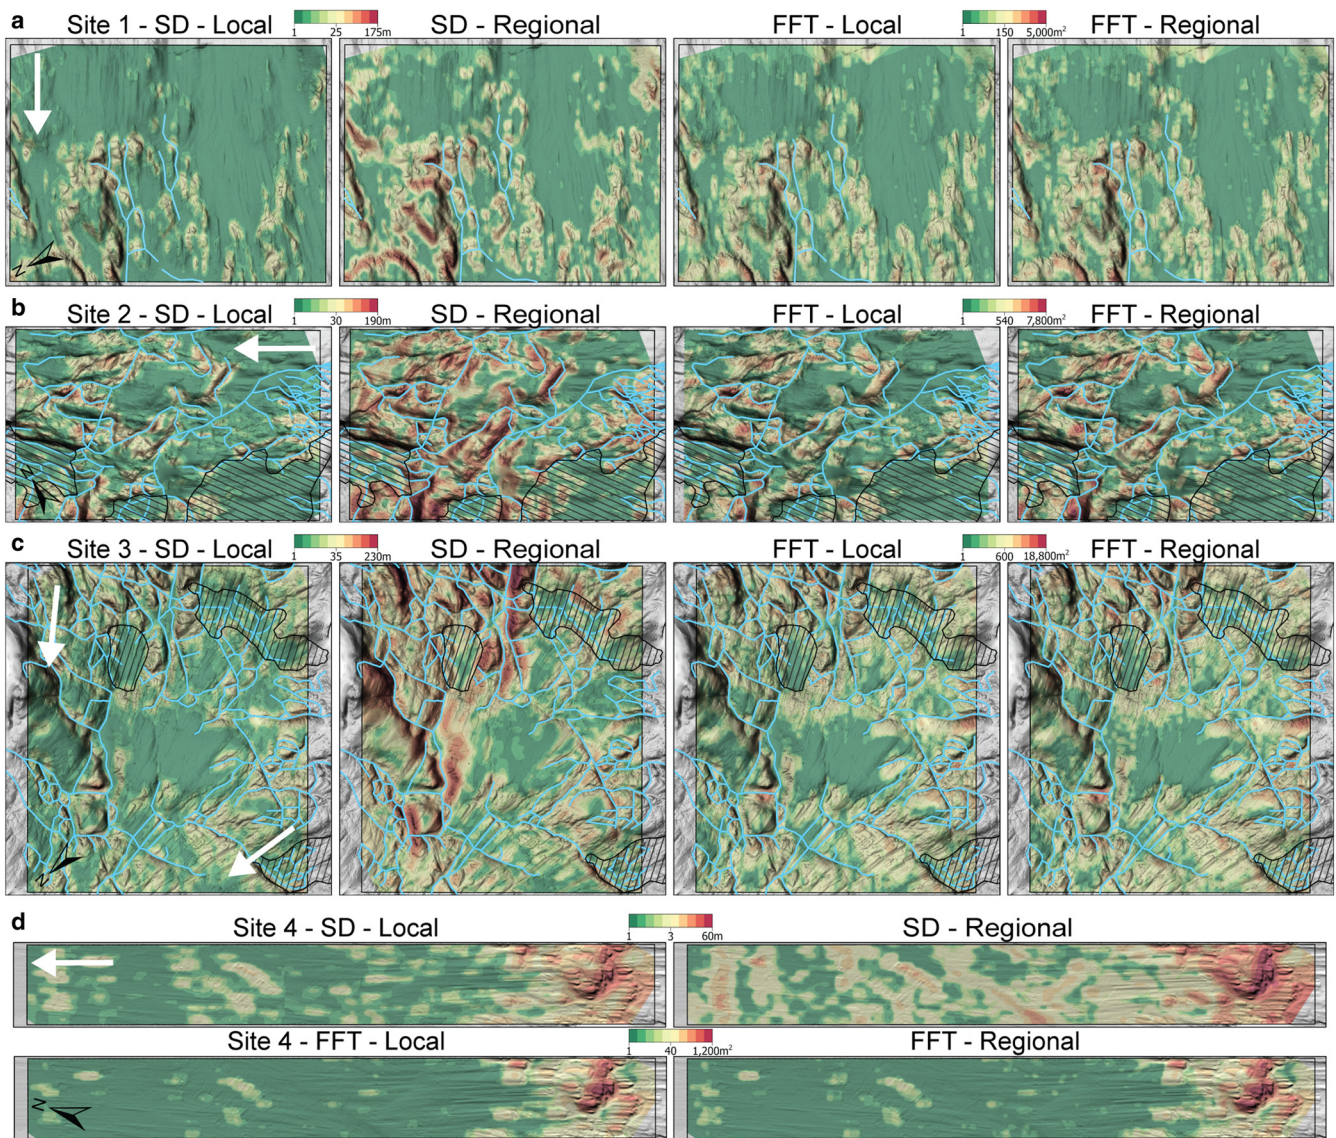 a
Site 1 - SD - Local
1 25 175m
SD - Regional
FFT - Local
1 150 5,000m²
FFT - Regional
N
b
Site 2 - SD - Local
1 30 190m
SD - Regional
FFT - Local
1 540 7,800m²
FFT - Regional
N
c
Site 3 - SD - Local
1 35 230m
SD - Regional
FFT - Local
1 600 18,800m²
FFT - Regional
N
d
Site 4 - SD - Local
1 3 60m
SD - Regional
Site 4 - FFT - Local
1 40 1,200m²
FFT - Regional
N